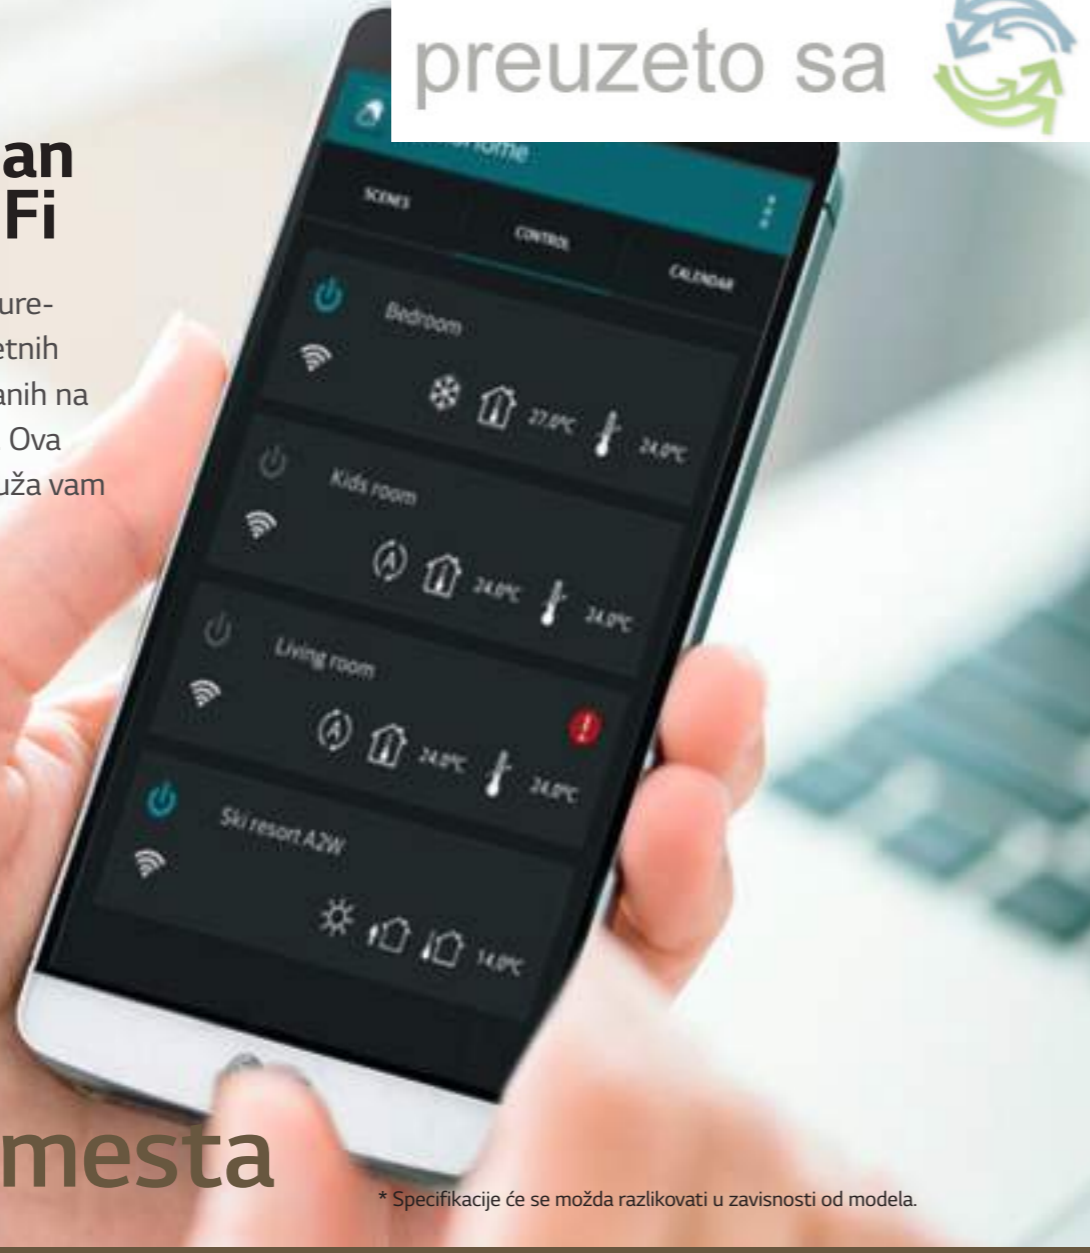 preuzeto sa
an
Fi
ure-
etnih
anih na
Ova
uža vam
ome
SCENES
CONTROL
CALENDAR
Bedroom
27.0°C
24.0°C
Kids room
24.0°C
24.0°C
Living room
24.0°C
24.0°C
Ski resort A2W
14.0°C
mesta
* Specifikacije će se možda razlikovati u zavisnosti od modela.